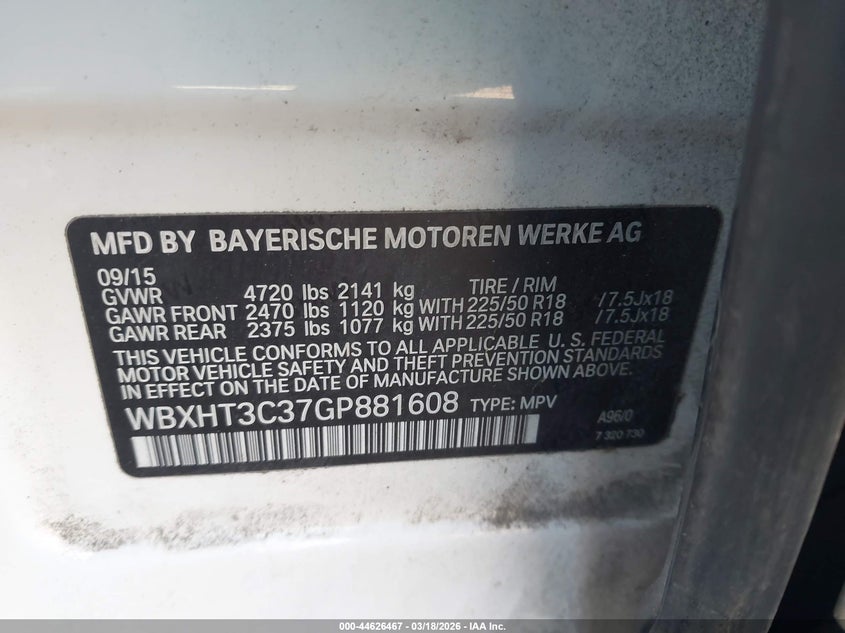 MFD BY BAYERISCHE MOTOREN WERKE AG
09/15
GVWR 4720 lbs 2141 kg TIRE / RIM
GAWR FRONT 2470 lbs 1120 kg WITH 225/50 R18 / 7.5Jx18
GAWR REAR 2375 lbs 1077 kg WITH 225/50 R18 / 7.5Jx18
THIS VEHICLE CONFORMS TO ALL APPLICABLE U. S. FEDERAL
MOTOR VEHICLE SAFETY AND THEFT PREVENTION STANDARDS
IN EFFECT ON THE DATE OF MANUFACTURE SHOWN ABOVE.
WBXHT3C37GP881608 TYPE: MPV A96/0
7 320 730
000-44626467 - 03/18/2026 - IAA Inc.